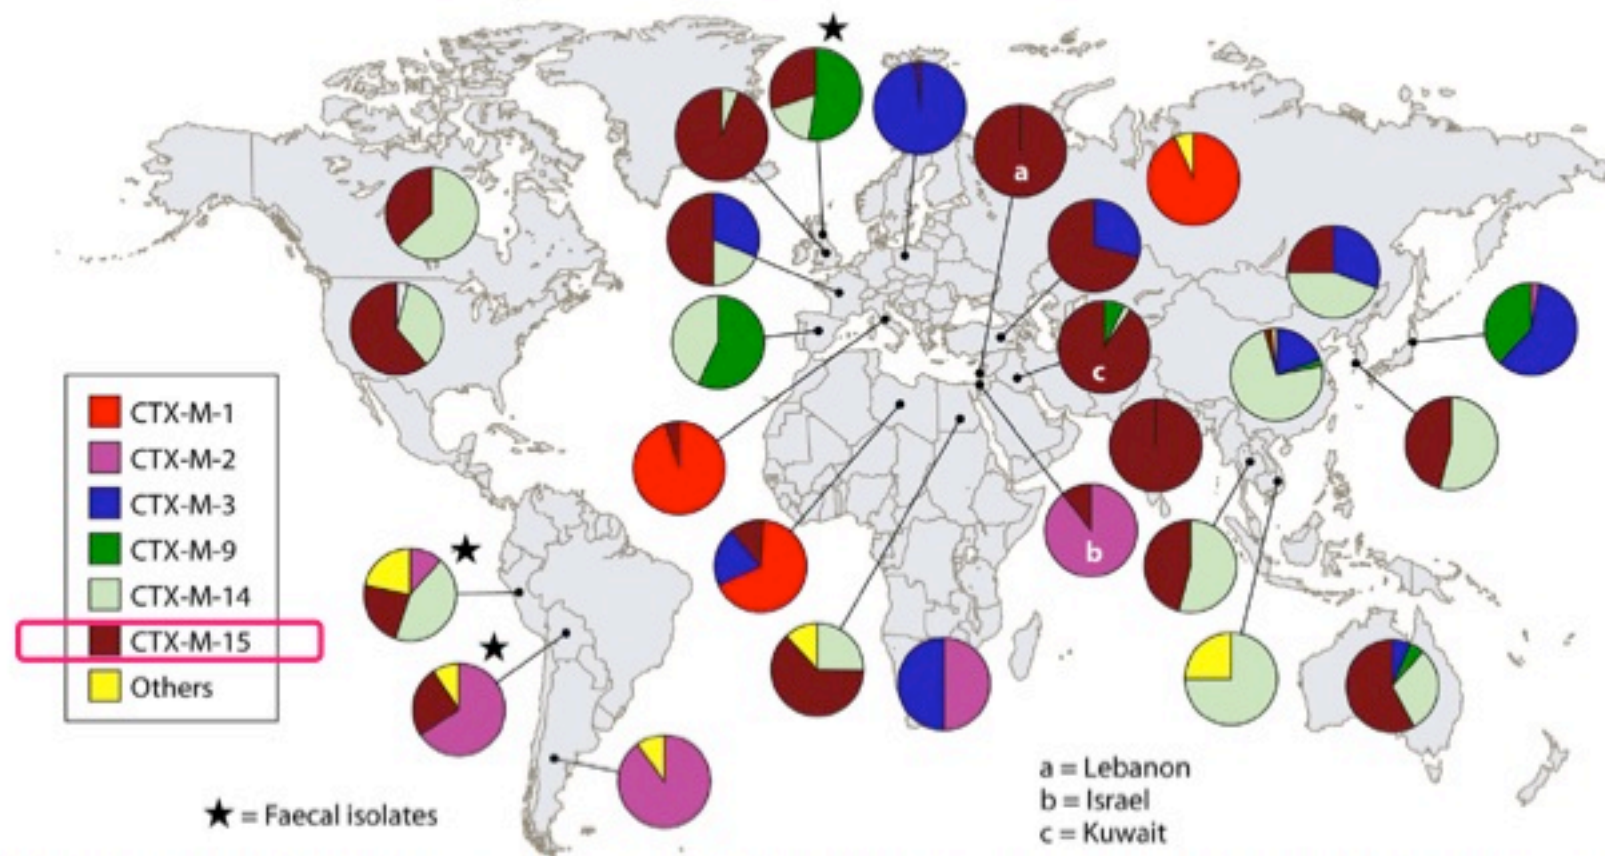 a
c
b
CTX-M-1
CTX-M-2
CTX-M-3
CTX-M-9
CTX-M-14
CTX-M-15
Others
★ = Faecal isolates
a = Lebanon
b = Israel
c = Kuwait